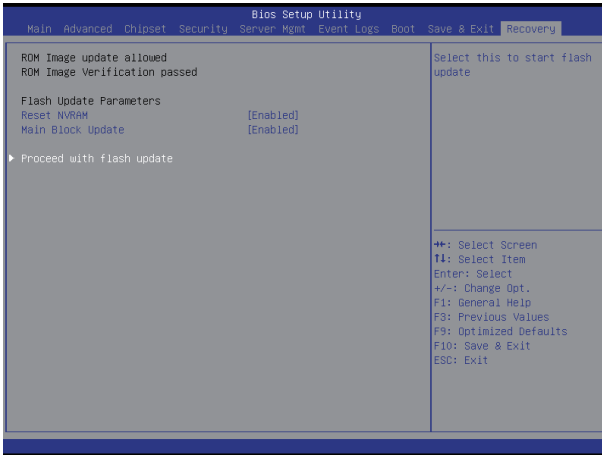 Bios Setup Utility
Main Advanced Chipset Security Server Mgmt Event Logs Boot Save & Exit Recovery
ROM Image update allowed
ROM Image Verification passed
Flash Update Parameters
Reset NVRAM [Enabled]
Main Block Update [Enabled]
► Proceed with flash update
Select this to start flash
update
→←: Select Screen
↑↓: Select Item
Enter: Select
+/-: Change Opt.
F1: General Help
F3: Previous Values
F9: Optimized Defaults
F10: Save & Exit
ESC: Exit